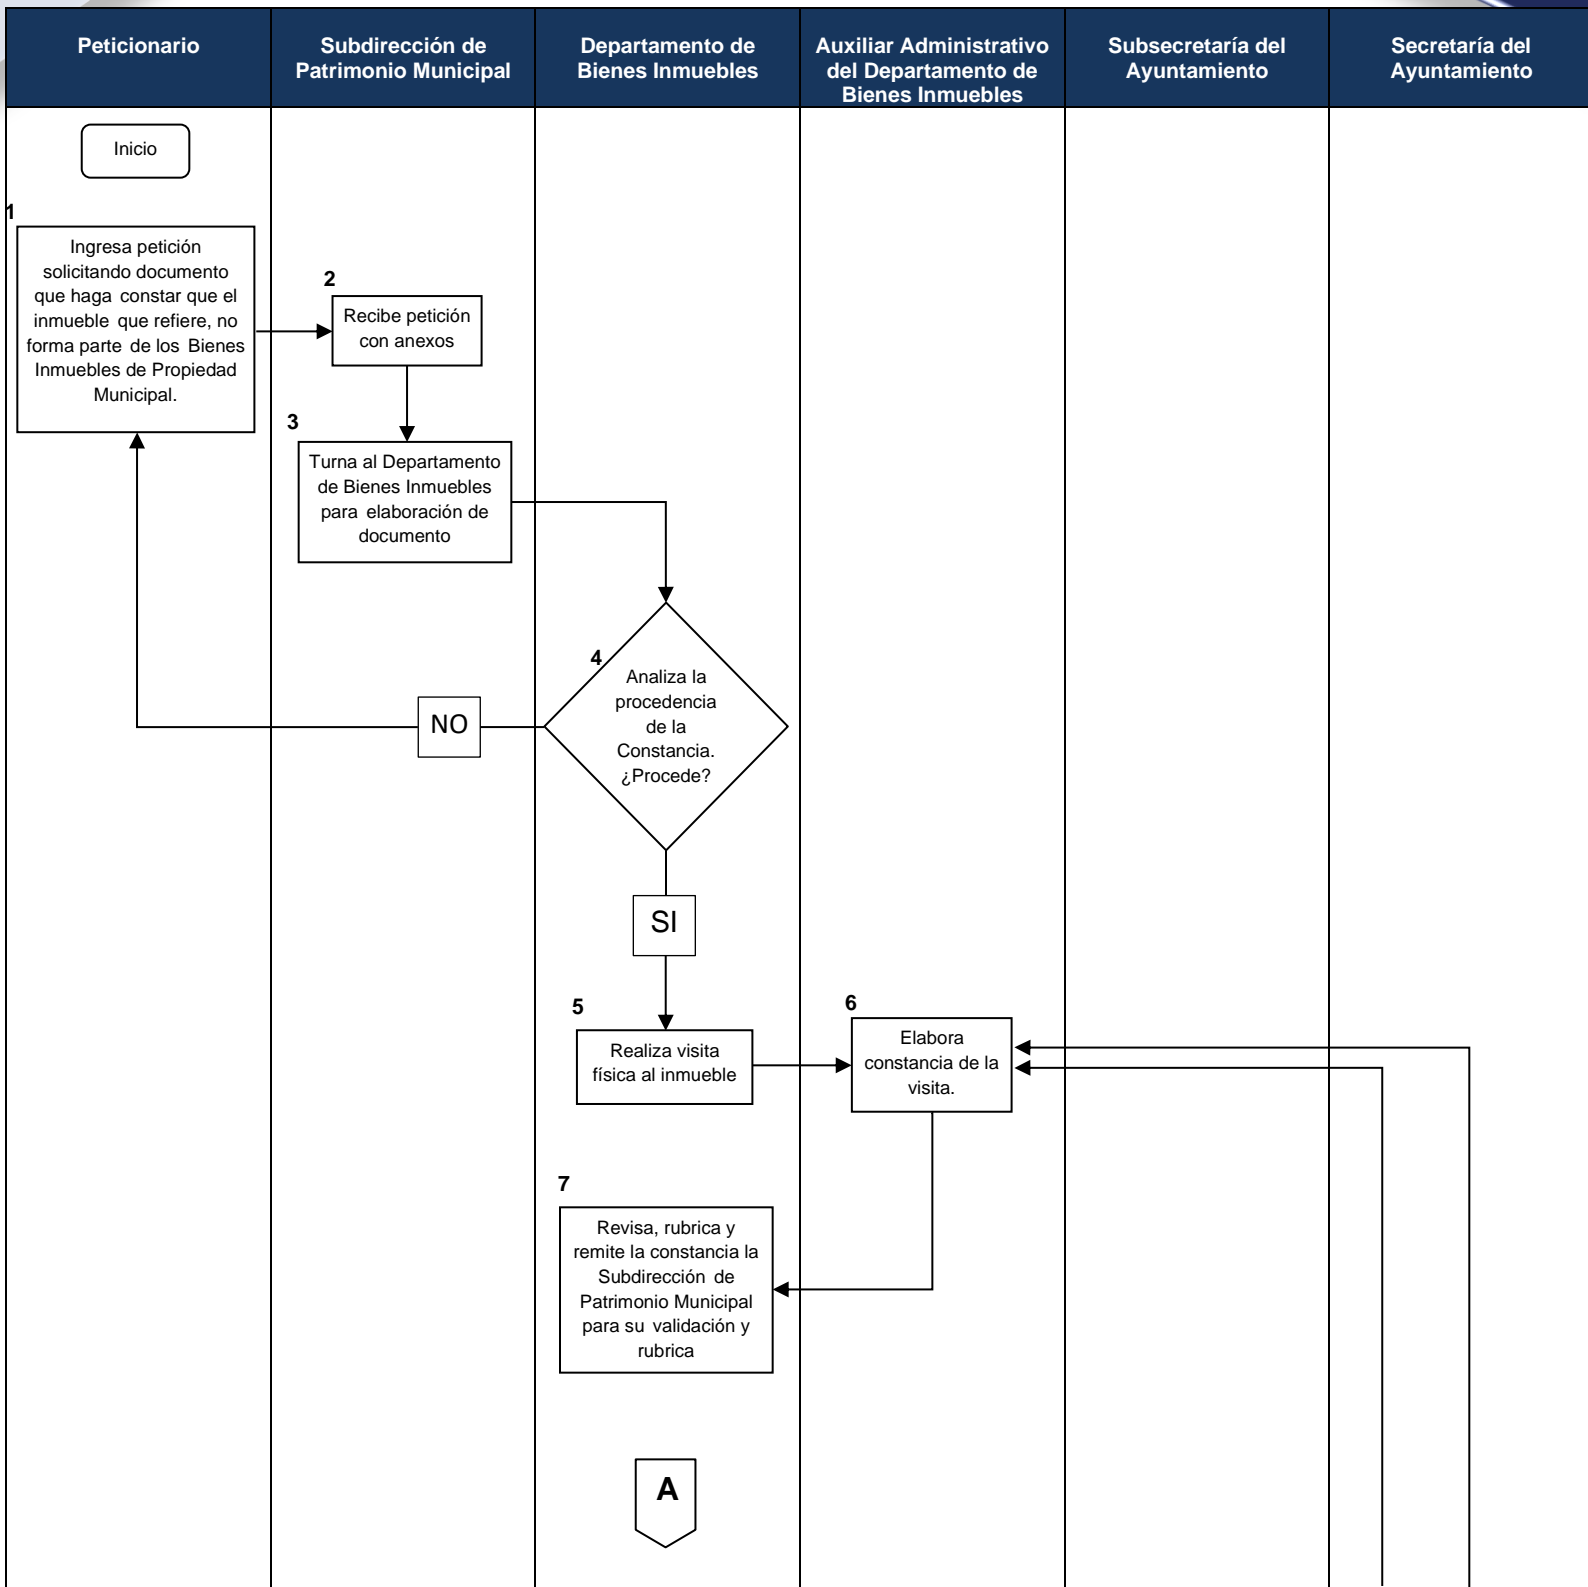 Peticionario
Subdirección de
Patrimonio Municipal
Departamento de
Bienes Inmuebles
Auxiliar Administrativo
del Departamento de
Bienes Inmuebles
Subsecretaría del
Ayuntamiento
Secretaría del
Ayuntamiento
Inicio
1
Ingresa petición
solicitando documento
que haga constar que el
inmueble que refiere, no
forma parte de los Bienes
Inmuebles de Propiedad
Municipal.
2
Recibe petición
con anexos
3
Turna al Departamento
de Bienes Inmuebles
para elaboración de
documento
4
Analiza la
procedencia
de la
Constancia.
¿Procede?
NO
SI
5
Realiza visita
física al inmueble
6
Elabora
constancia de la
visita.
7
Revisa, rubrica y
remite la constancia la
Subdirección de
Patrimonio Municipal
para su validación y
rubrica
A